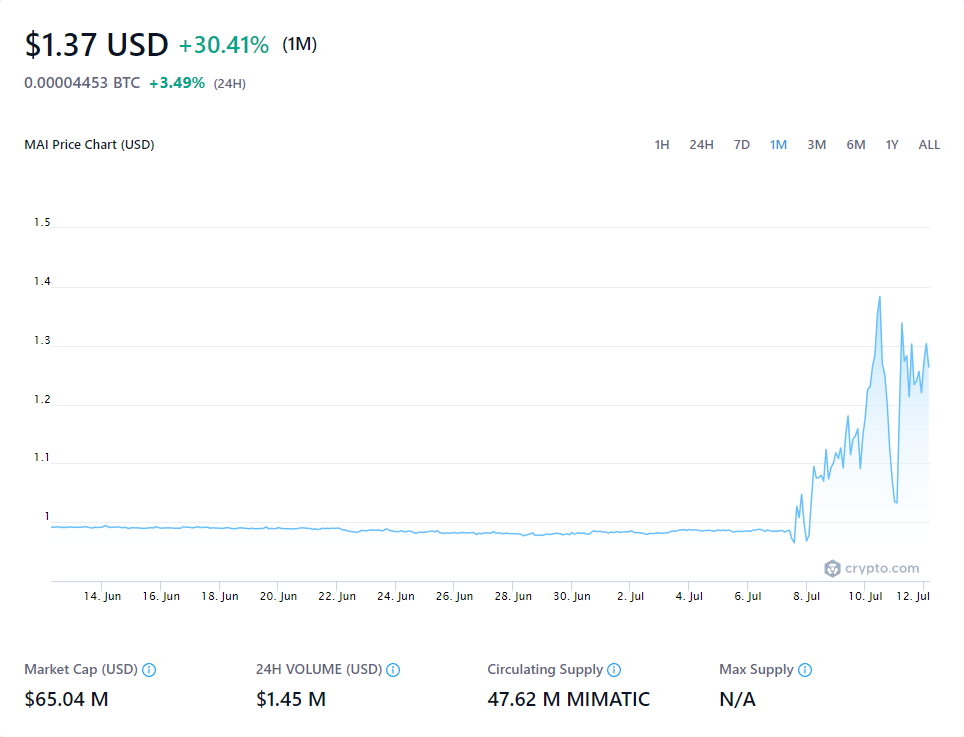 $1.37 USD +30.41% (1M)
0.00004453 BTC +3.49% (24H)
MAI Price Chart (USD) 1H 24H 7D 1M 3M 6M 1Y ALL
1.5
1.4
1.3
1.2
1.1
1
crypto.com
14. Jun 16. Jun 18. Jun 20. Jun 22. Jun 24. Jun 26. Jun 28. Jun 30. Jun 2. Jul 4. Jul 6. Jul 8. Jul 10. Jul 12. Jul
Market Cap (USD) 24H VOLUME (USD) Circulating Supply Max Supply
$65.04 M $1.45 M 47.62 M MIMATIC N/A